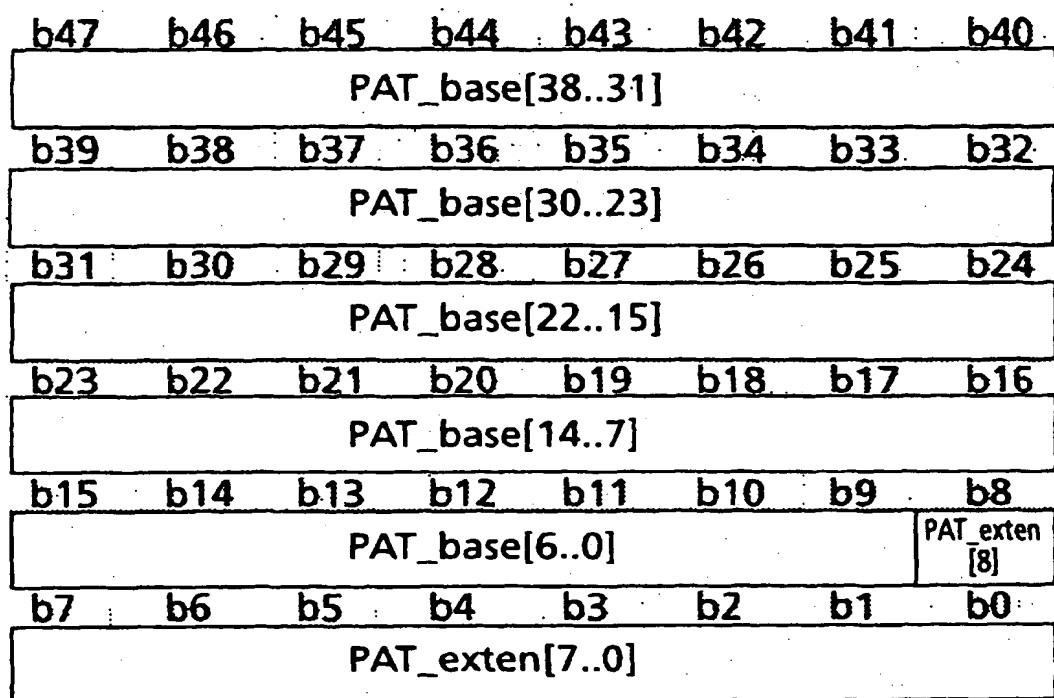 b47 b46 b45 b44 b43 b42 b41 b40
PAT_base[38..31]
b39 b38 b37 b36 b35 b34 b33 b32
PAT_base[30..23]
b31 b30 b29 b28 b27 b26 b25 b24
PAT_base[22..15]
b23 b22 b21 b20 b19 b18 b17 b16
PAT_base[14..7]
b15 b14 b13 b12 b11 b10 b9 b8
PAT_base[6..0] PAT_exten
[8]
b7 b6 b5 b4 b3 b2 b1 b0
PAT_exten[7..0]